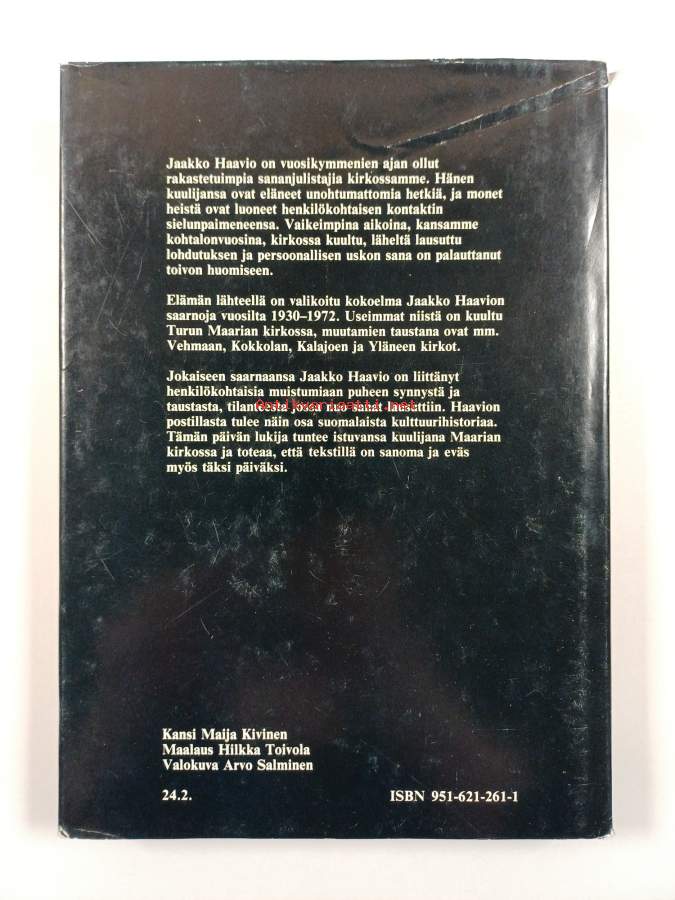 Jaakko Haavio on vuosikymmenien ajan ollut
rakastetuimpia sananjulistajia kirkossamme. Hänen
kuulijansa ovat eläneet unohtumattomia hetkiä, ja monet
heistä ovat luoneet henkilökohtaisen kontaktin
sielunpaimeneensa. Vaikeimpina aikoina, kansamme
kohtalonvuosina, kirkossa kuultu, läheltä lausuttu
lohdutuksen ja persoonallisen uskon sana on palauttanut
toivon huomiseen.
Elämän lähteellä on valikoitu kokoelma Jaakko Haavion
saarnoja vuosilta 1930–1972. Useimmat niistä on kuultu
Turun Maarian kirkossa, muutamien taustana ovat mm.
Vehmaan, Kokkolan, Kalajoen ja Yläneen kirkot.
Jokaiseen saarnaansa Jaakko Haavio on liittänyt
henkilökohtaisia muistumiaan puheen synnystä ja
taustasta, tilanteesta jossa nuo sanat lausuttiin. Haavion
Antikvariaatti.net
postillasta tulee näin osa suomalaista kulttuurihistoriaa.
Tämän päivän lukija tuntee istuvansa kuulijana Maarian
kirkossa ja toteaa, että tekstillä on sanoma ja eväs
myös täksi päiväksi.
Kansi Maija Kivinen
Maalaus Hilkka Toivola
Valokuva Arvo Salminen
24.2. ISBN 951-621-261-1